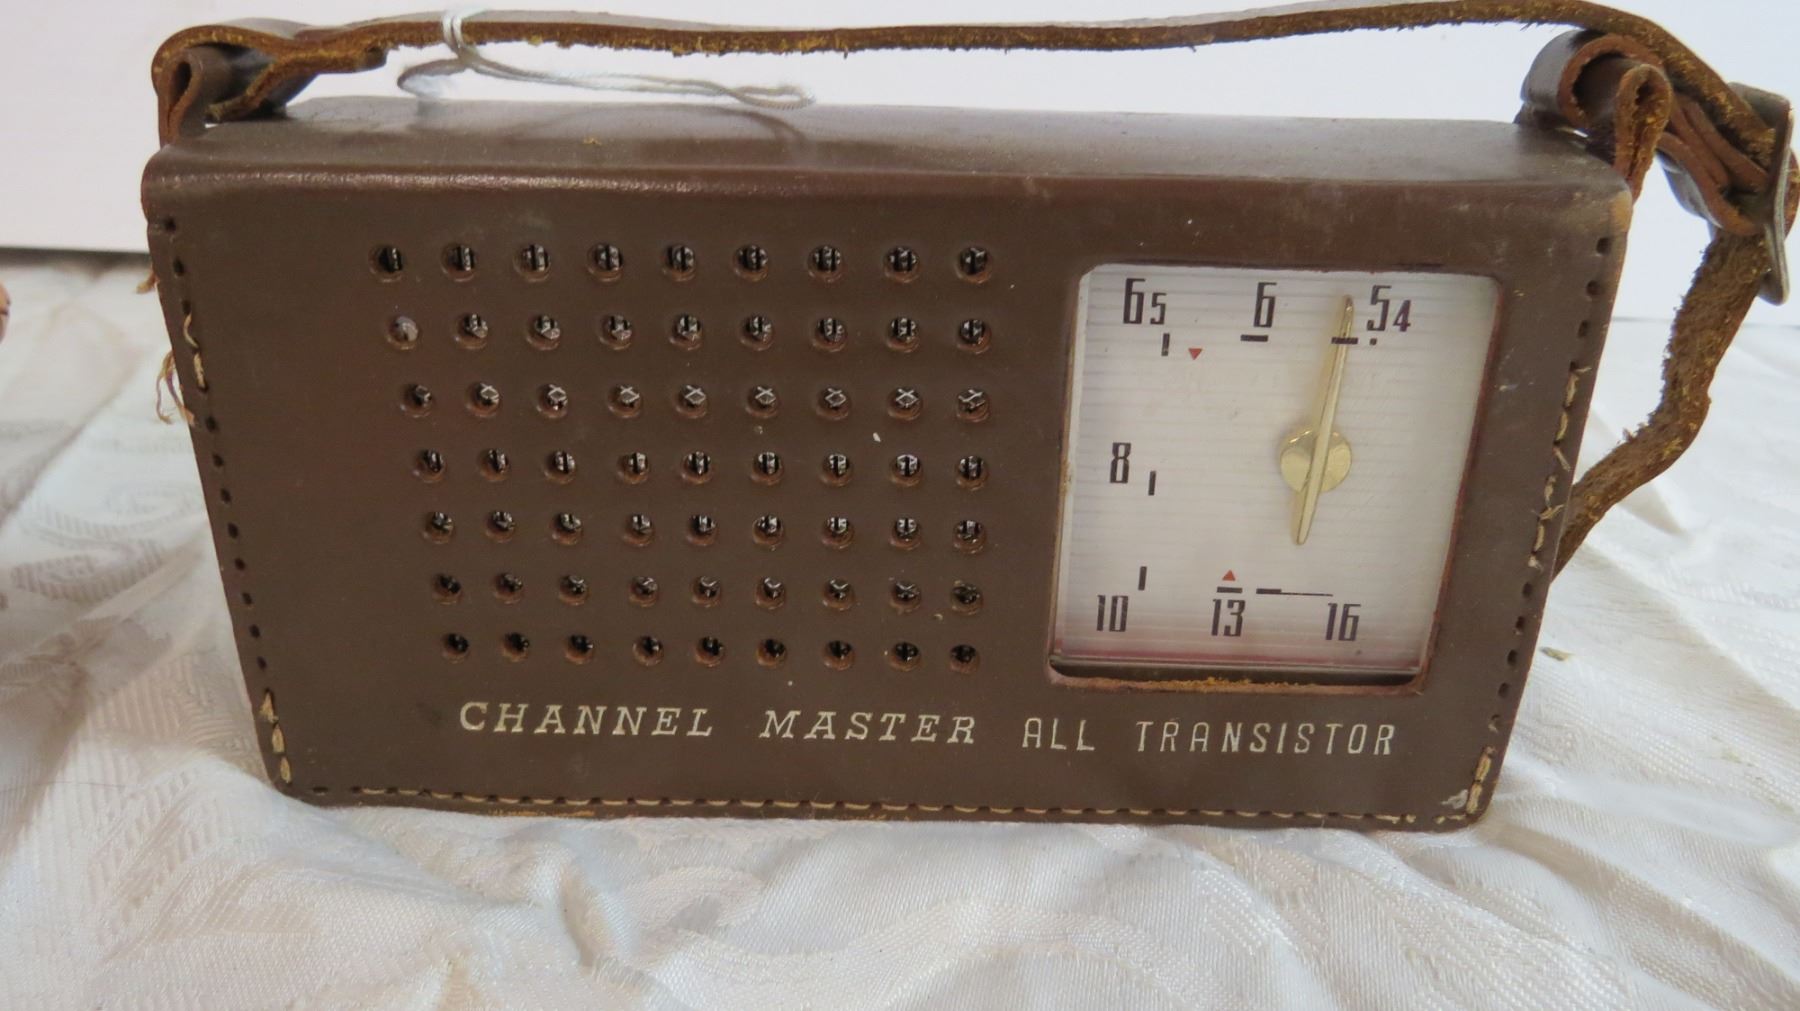 65 6 54
8
10 13 16
CHANNEL MASTER ALL TRANSISTOR